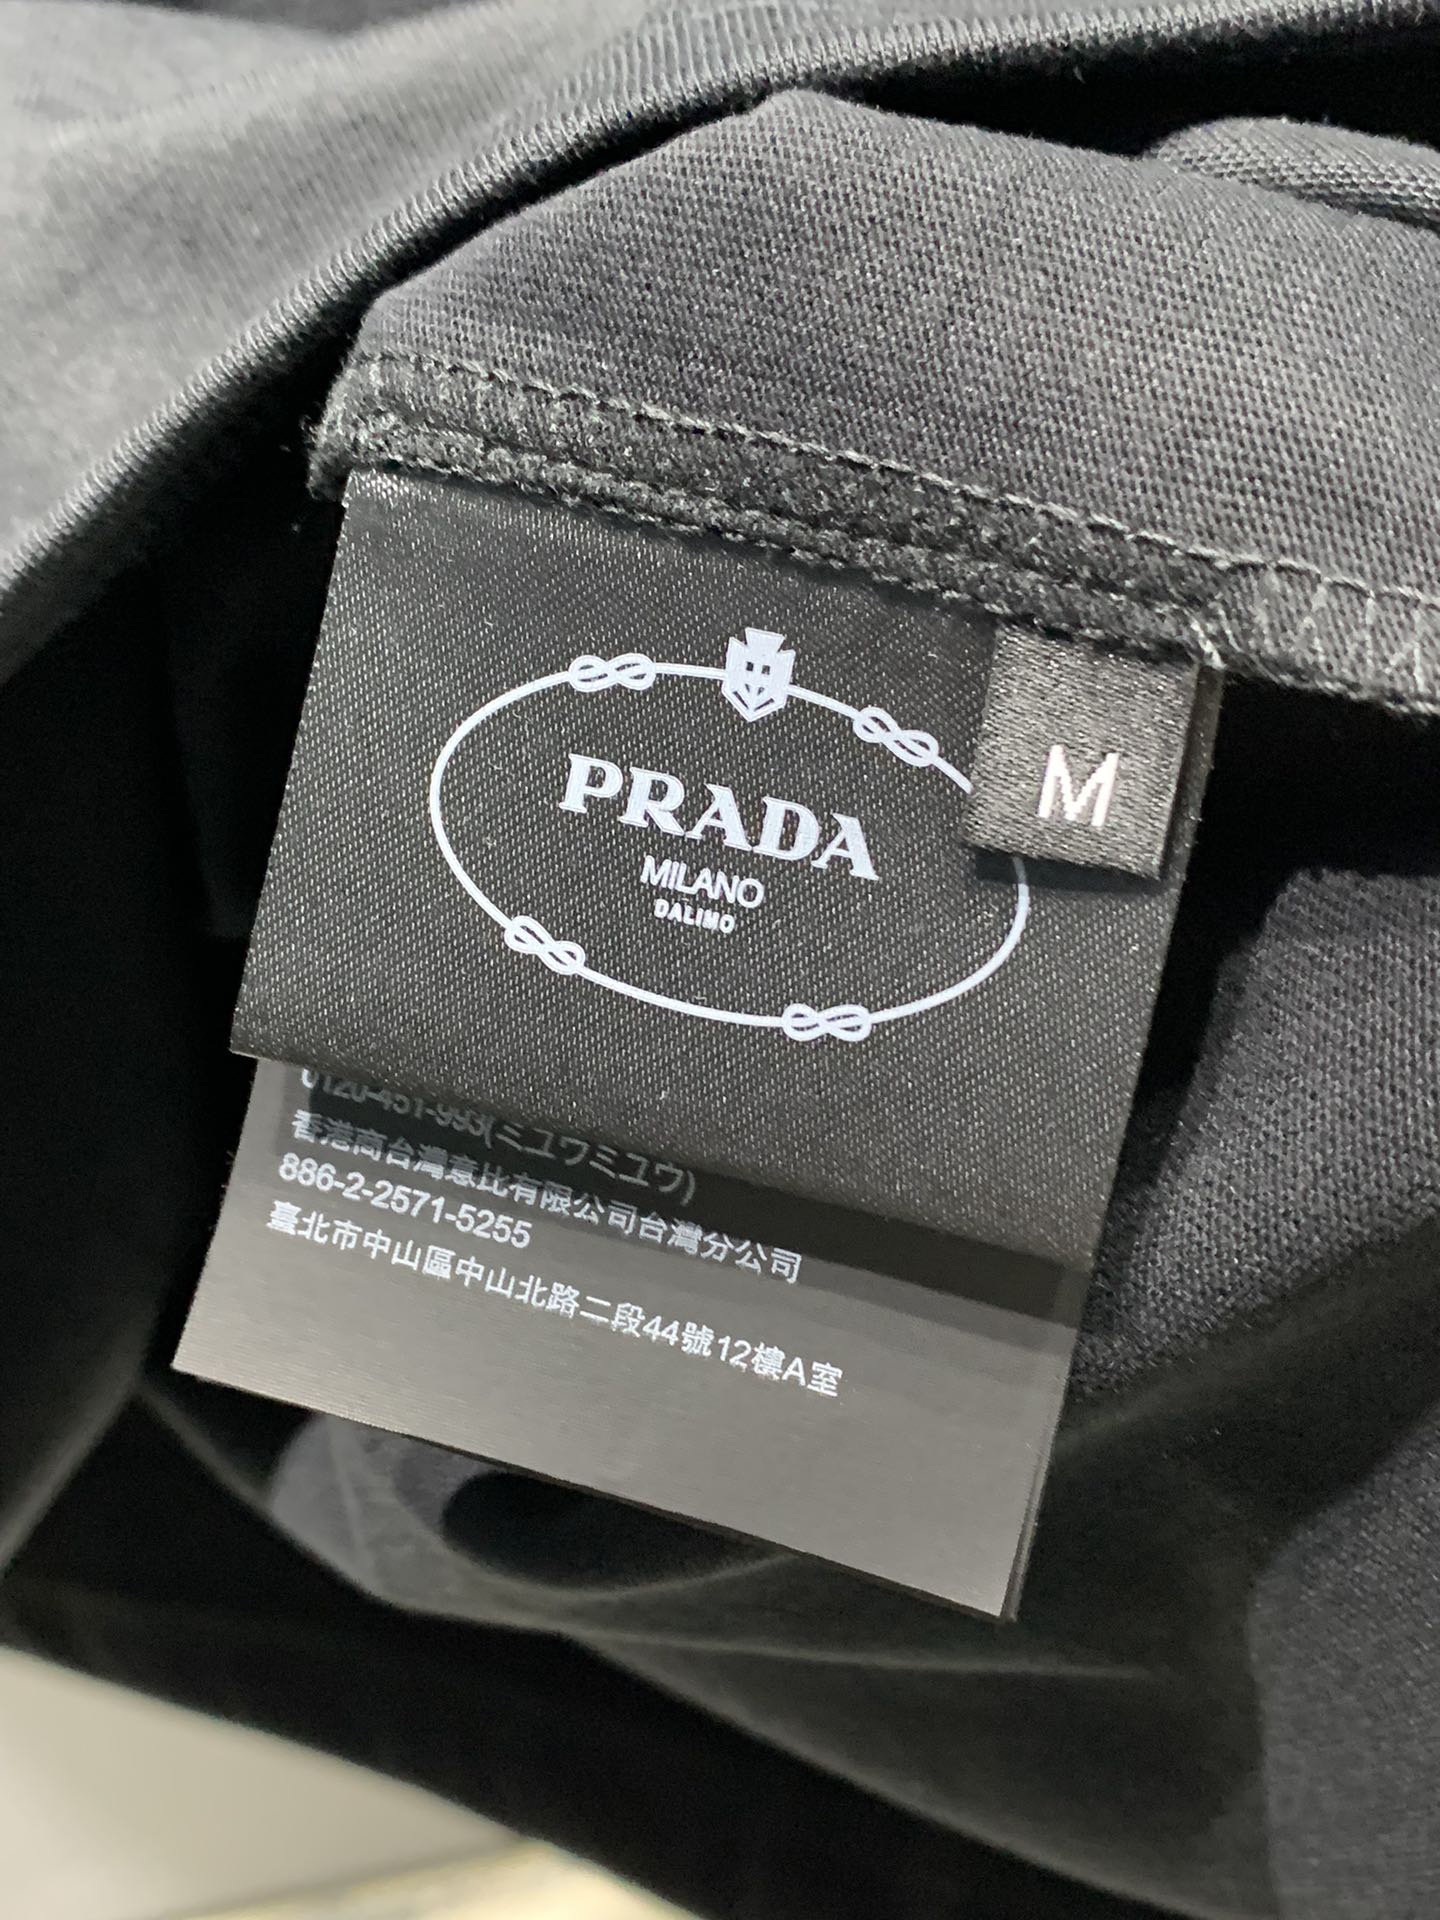 PRADA
M
MILANO
DALIMO
0120-451-993(ミユウミユウ)
香港商台灣意比有限公司台灣分公司
886-2-2571-5255
臺北市中山區中山北路二段44號12樓A室